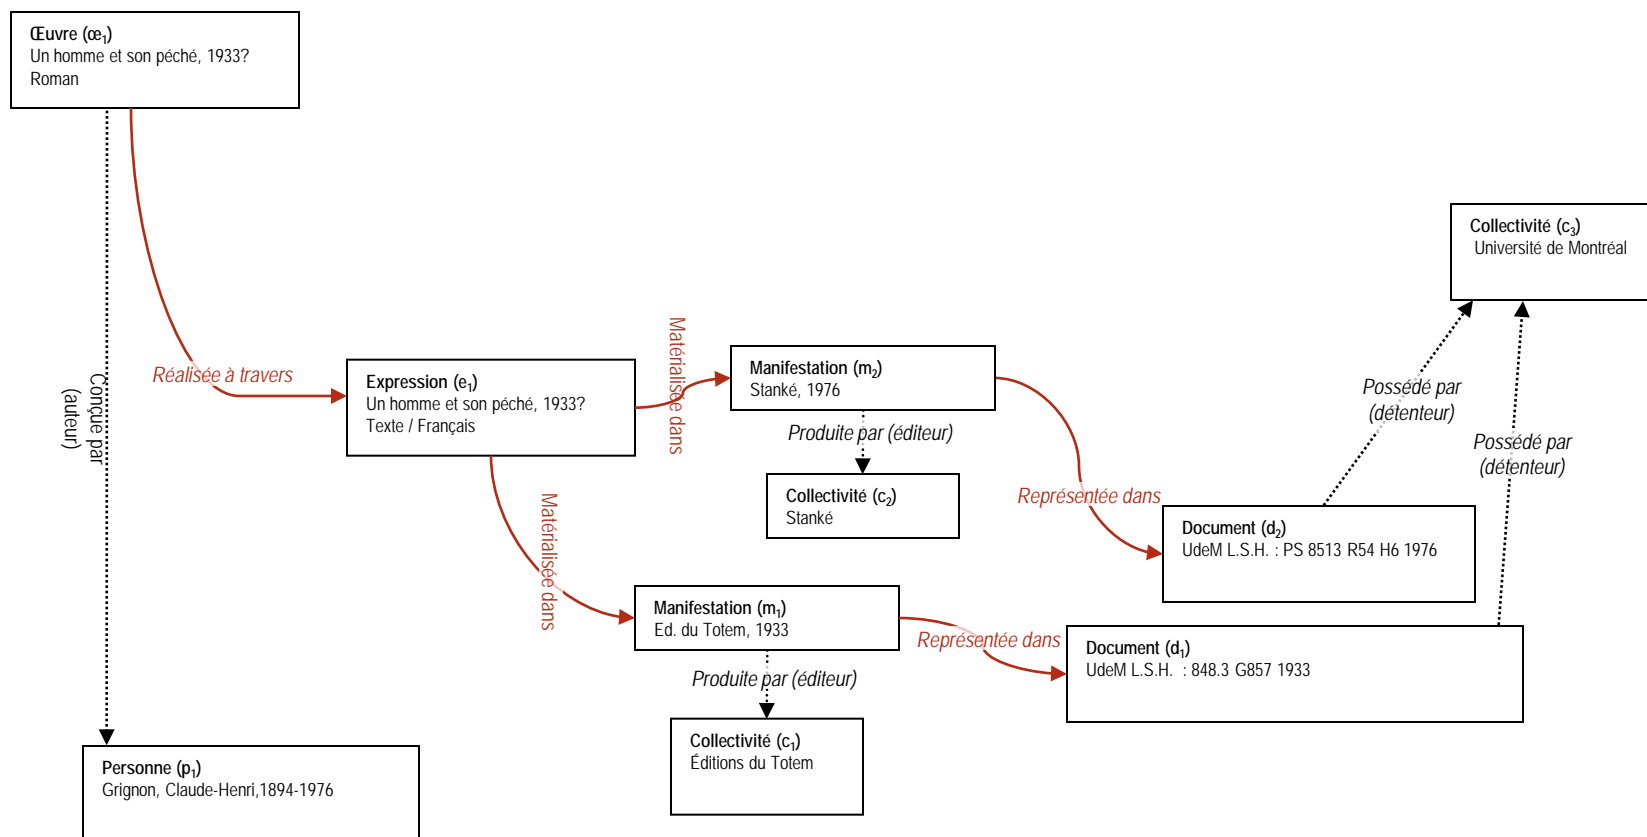 Œuvre (œ₁)
Un homme et son péché, 1933?
Roman
Conçue par
(auteur)
Réalisée à travers
Expression (e₁)
Un homme et son péché, 1933?
Texte / Français
Matérialisée dans
Matérialisée dans
Manifestation (m₂)
Stanké, 1976
Produite par (éditeur)
Collectivité (c₂)
Stanké
Manifestation (m₁)
Ed. du Totem, 1933
Produite par (éditeur)
Collectivité (c₁)
Éditions du Totem
Représentée dans
Représentée dans
Document (d₂)
UdeM L.S.H. : PS 8513 R54 H6 1976
Document (d₁)
UdeM L.S.H. : 848.3 G857 1933
Possédé par
(détenteur)
Possédé par
(détenteur)
Collectivité (c₃)
Université de Montréal
Personne (p₁)
Grignon, Claude-Henri,1894-1976